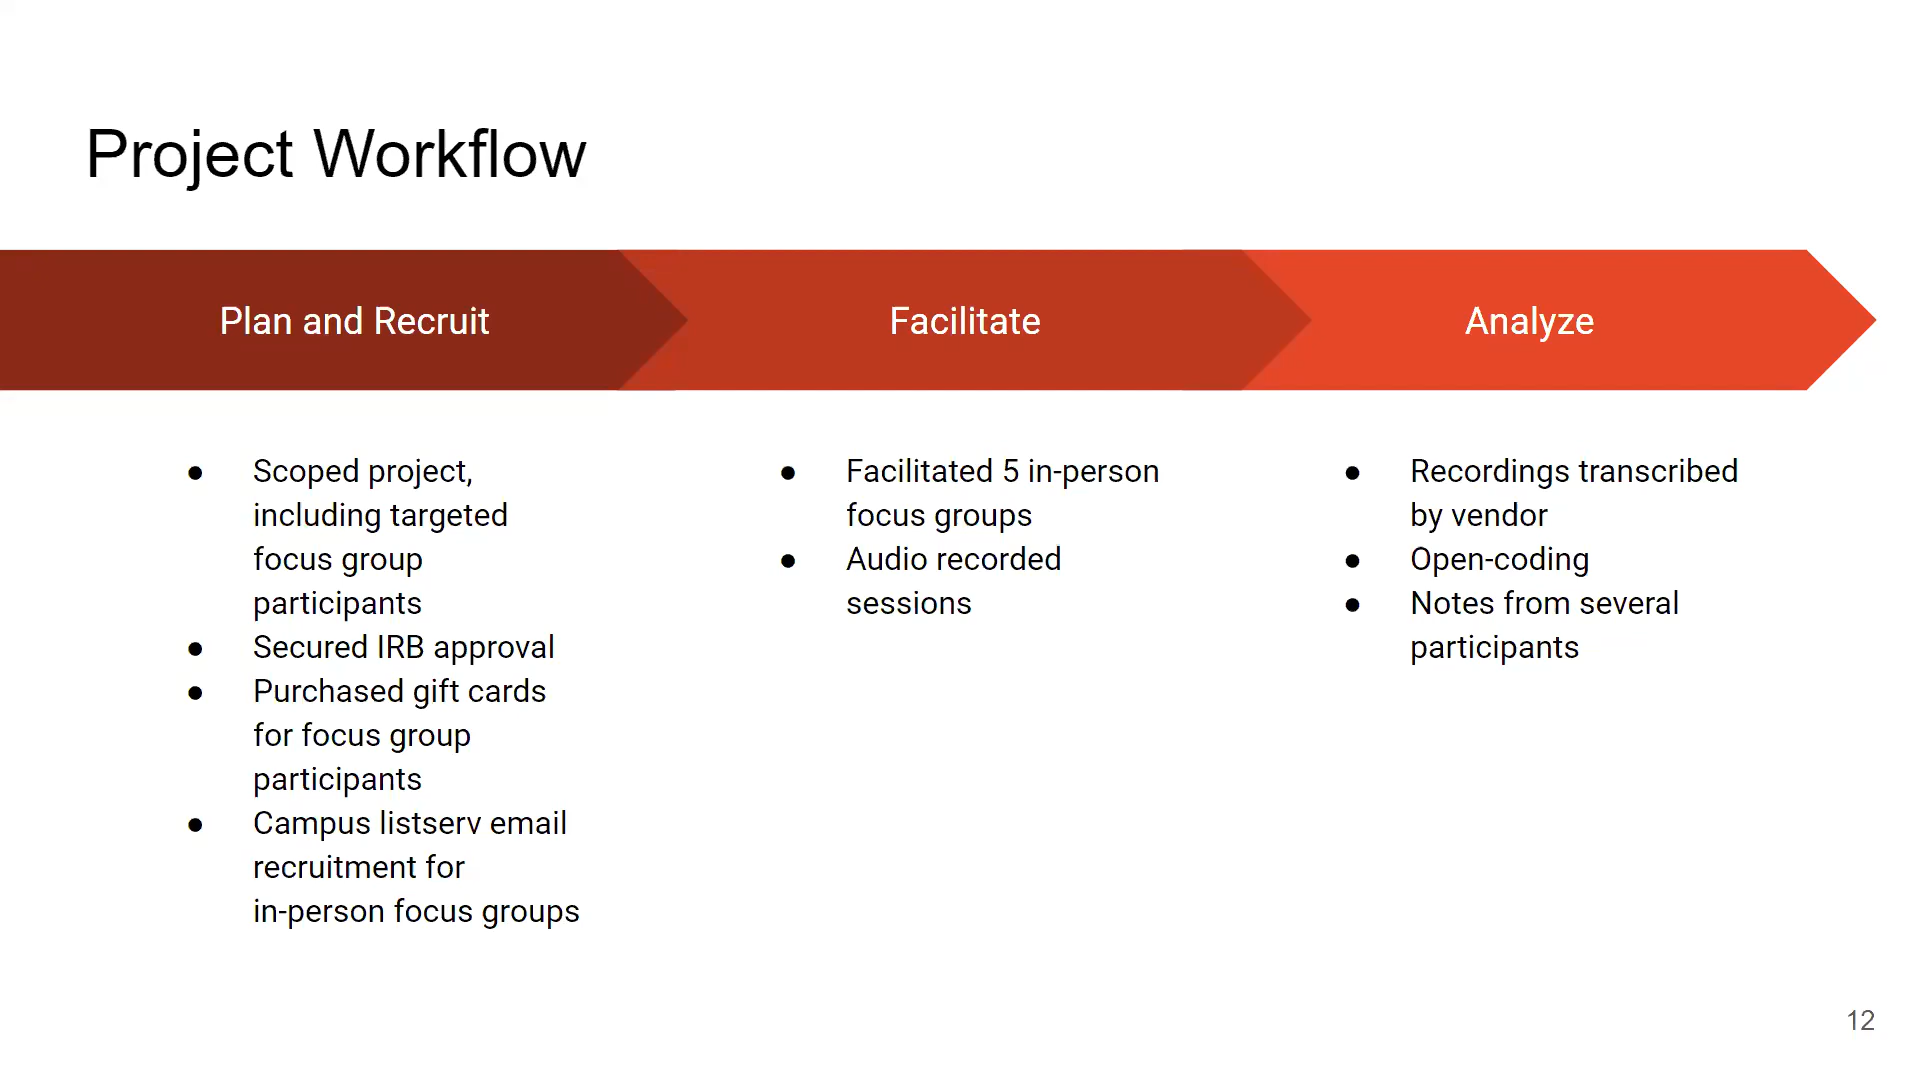 Project Workflow
Plan and Recruit
Facilitate
Analyze
● Scoped project,
including targeted
focus group
participants
● Secured IRB approval
● Purchased gift cards
for focus group
participants
● Campus listserv email
recruitment for
in-person focus groups
● Facilitated 5 in-person
focus groups
● Audio recorded
sessions
● Recordings transcribed
by vendor
● Open-coding
● Notes from several
participants
12